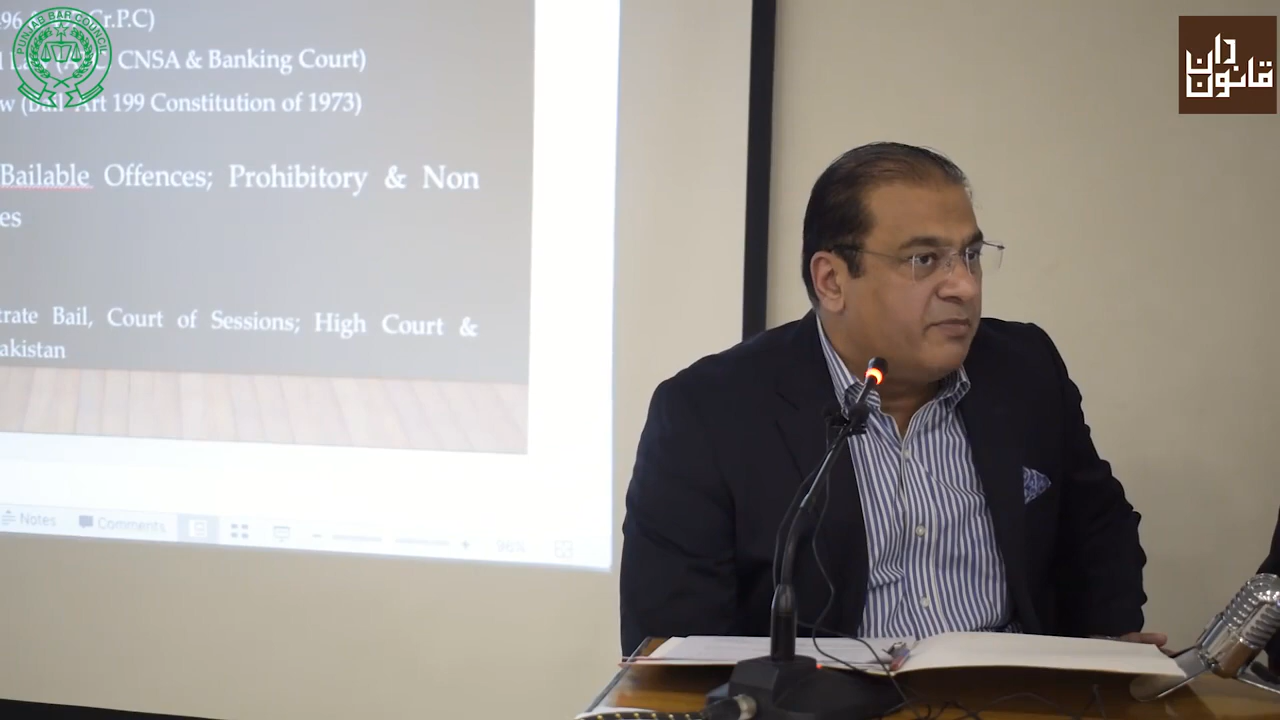 PUNJAB BAR COUNCIL
قانون دان
Cr.P.C)
CNSA & Banking Court)
Art 199 Constitution of 1973)
Bailable Offences; Prohibitory & Non
es
trate Bail, Court of Sessions; High Court &
akistan
Notes
Comments
96%